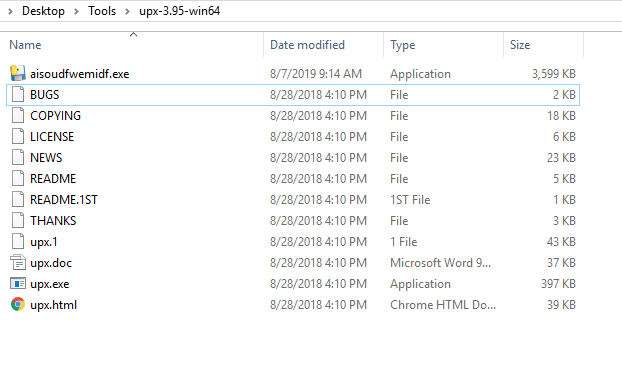 Desktop Tools upx-3.95-win64
Name Date modified Type Size
aisoudfwemidf.exe 8/7/2019 9:14 AM Application 3,599 KB
BUGS 8/28/2018 4:10 PM File 2 KB
COPYING 8/28/2018 4:10 PM File 18 KB
LICENSE 8/28/2018 4:10 PM File 6 KB
NEWS 8/28/2018 4:10 PM File 23 KB
README 8/28/2018 4:10 PM File 5 KB
README.1ST 8/28/2018 4:10 PM 1ST File 1 KB
THANKS 8/28/2018 4:10 PM File 3 KB
upx.1 8/28/2018 4:10 PM 1 File 43 KB
upx.doc 8/28/2018 4:10 PM Microsoft Word 9... 37 KB
upx.exe 8/28/2018 4:10 PM Application 397 KB
upx.html 8/28/2018 4:10 PM Chrome HTML Do... 39 KB